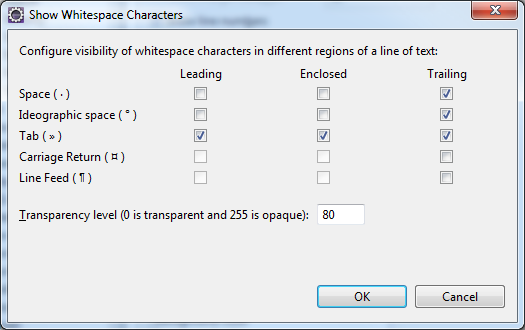 Show Whitespace Characters
Configure visibility of whitespace characters in different regions of a line of text:
Leading Enclosed Trailing
Space ( · )
Ideographic space ( ° )
Tab ( » )
Carriage Return ( ¤ )
Line Feed ( ¶ )
Transparency level (0 is transparent and 255 is opaque): 80
OK Cancel